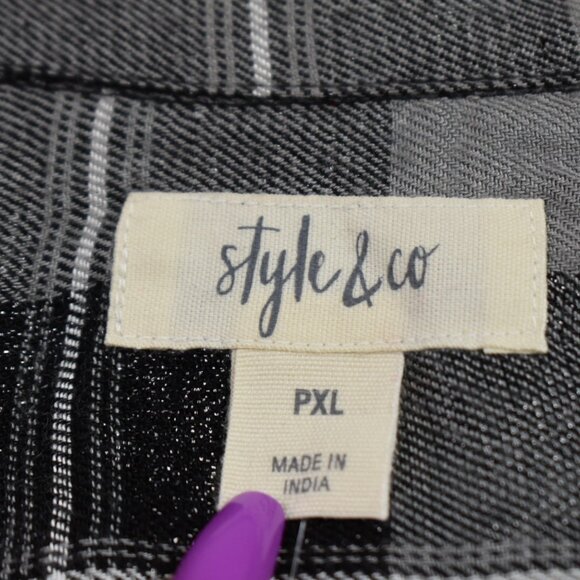 style & co
PXL
MADE IN
INDIA